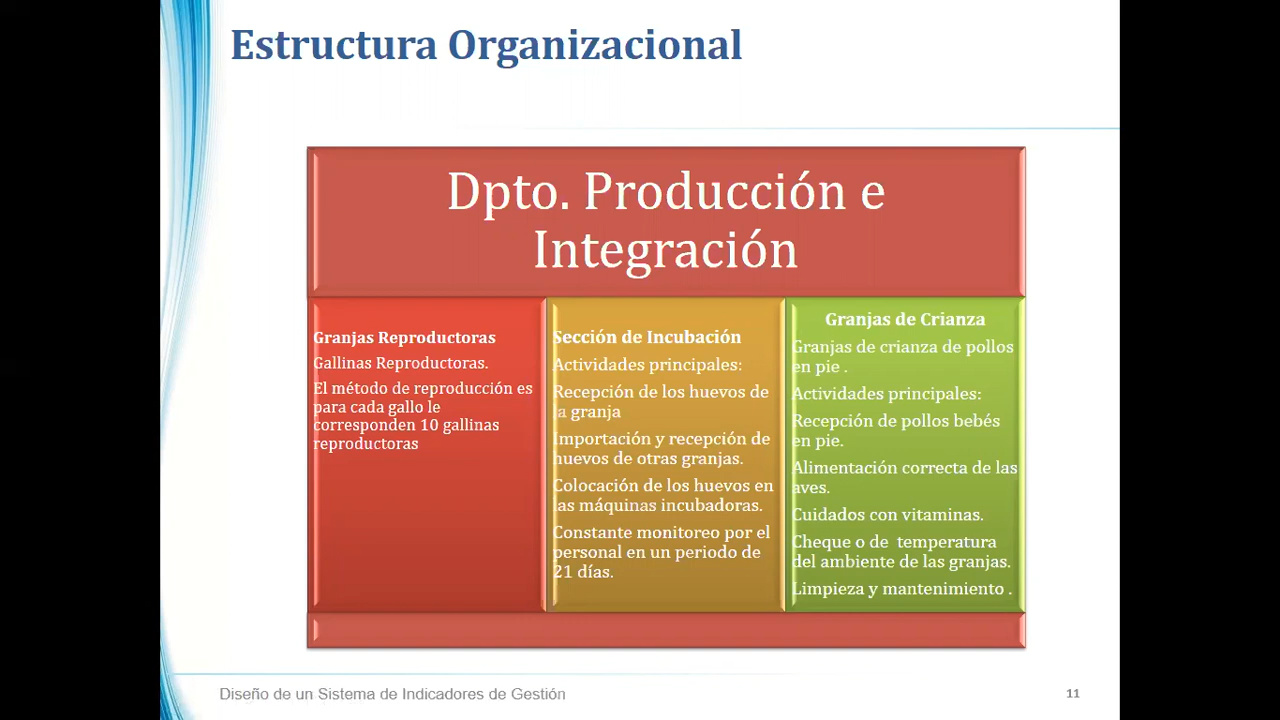 Estructura Organizacional
Dpto. Producción e
Integración
Granjas Reproductoras
Gallinas Reproductoras.
El método de reproducción es
para cada gallo le
corresponden 10 gallinas
reproductoras
Sección de Incubación
Actividades principales:
Recepción de los huevos de
la granja
Importación y recepción de
huevos de otras granjas.
Colocación de los huevos en
las máquinas incubadoras.
Constante monitoreo por el
personal en un periodo de
21 días.
Granjas de Crianza
Granjas de crianza de pollos
en pie .
Actividades principales:
Recepción de pollos bebés
en pie.
Alimentación correcta de las
aves.
Cuidados con vitaminas.
Cheque o de  temperatura
del ambiente de las granjas.
Limpieza y mantenimiento .
Diseño de un Sistema de Indicadores de Gestión
11